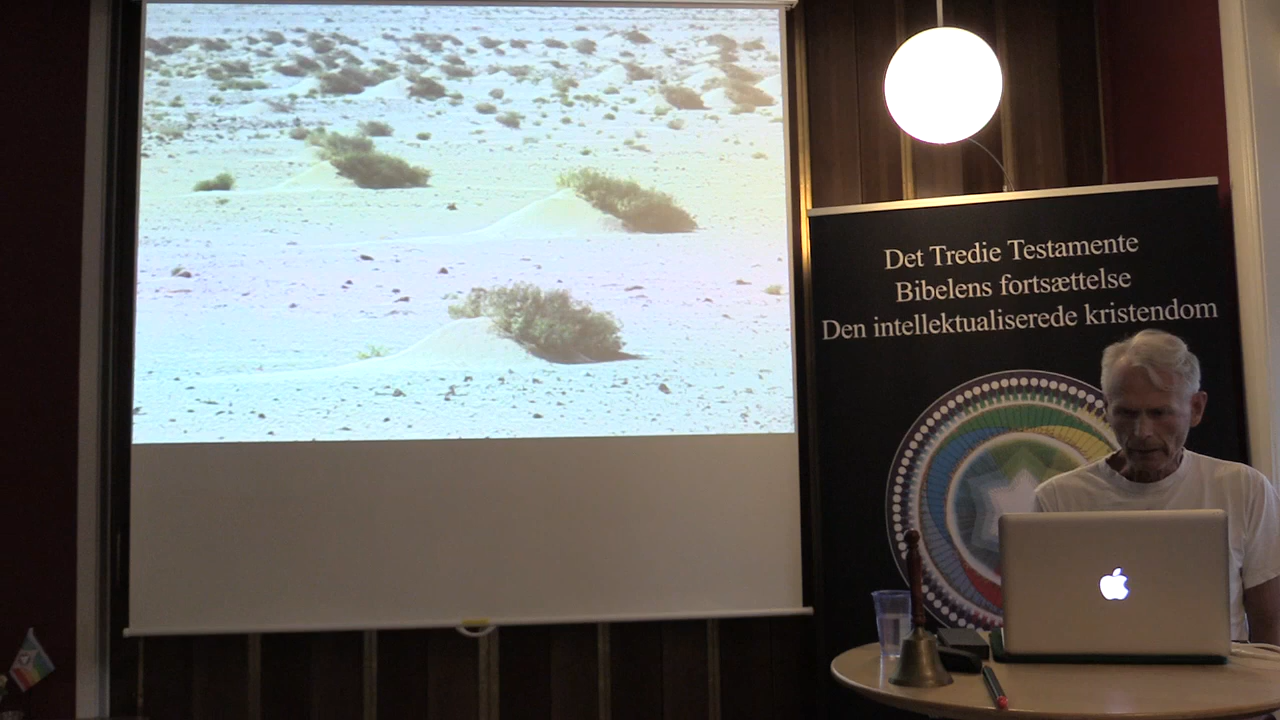 Det Tredie Testamente
Bibelens fortsættelse
Den intellektualiserede kristendom